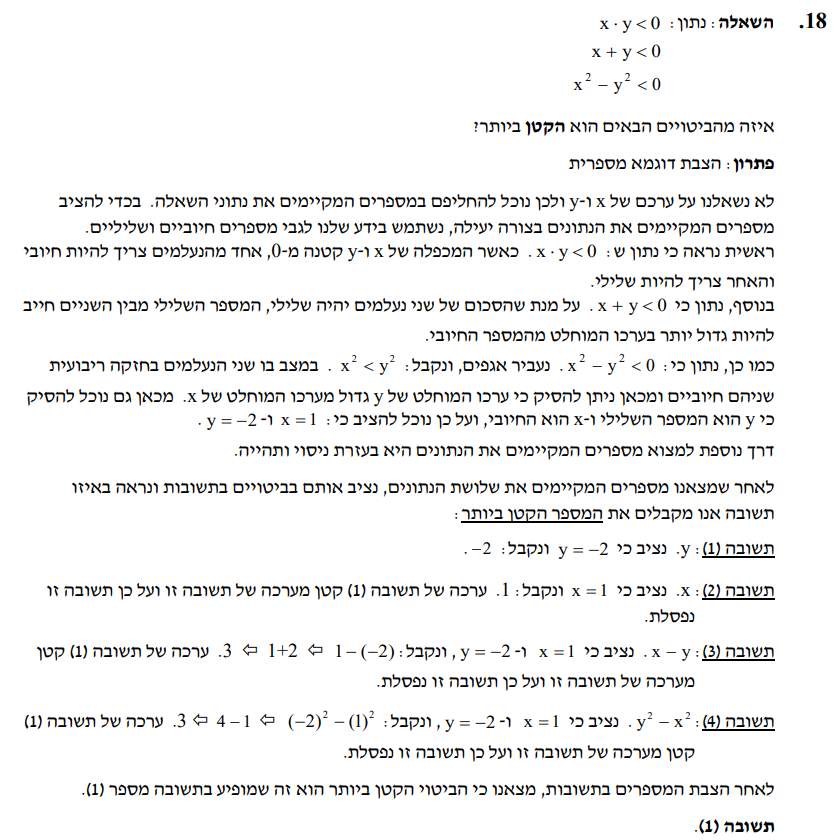 18. השאלה: נתון: x · y < 0
x + y < 0
x² – y² < 0
איזה מהביטויים הבאים הוא הקטן ביותר?
פתרון: הצבת דוגמא מספרית
לא נשאלנו על ערכם של x ו-y ולכן נוכל להחליפם במספרים המקיימים את נתוני השאלה. בכדי להציב
מספרים המקיימים את הנתונים בצורה יעילה, נשתמש בידע שלנו לגבי מספרים חיוביים ושליליים.
ראשית נראה כי נתון ש: x · y < 0. כאשר המכפלה של x ו-y קטנה מ-0, אחד מהנעלמים צריך להיות חיובי
והאחר צריך להיות שלילי.
בנוסף, נתון כי x + y < 0. על מנת שהסכום של שני נעלמים יהיה שלילי, המספר השלילי מבין השניים חייב
להיות גדול יותר בערכו המוחלט מהמספר החיובי.
כמו כן, נתון כי: x² – y² < 0. נעביר אגפים, ונקבל: x² < y². במצב בו שני הנעלמים בחזקה ריבועית
שניהם חיוביים ומכאן ניתן להסיק כי ערכו המוחלט של y גדול מערכו המוחלט של x. מכאן גם נוכל להסיק
כי y הוא המספר השלילי ו-x הוא החיובי, ועל כן נוכל להציב כי: x = 1 ו- y = –2.
דרך נוספת למצוא מספרים המקיימים את הנתונים היא בעזרת ניסוי ותהייה.
לאחר שמצאנו מספרים המקיימים את שלושת הנתונים, נציב אותם בביטויים בתשובות ונראה באיזו
תשובה אנו מקבלים את המספר הקטן ביותר:
תשובה (1): y. נציב כי y = –2 ונקבל: –2.
תשובה (2): x. נציב כי x = 1 ונקבל: 1. ערכה של תשובה (1) קטן מערכה של תשובה זו ועל כן תשובה זו
נפסלת.
תשובה (3): x – y. נציב כי x = 1 ו- y = –2, ונקבל: 1 – (–2) ⇦ 1+2 ⇦ 3. ערכה של תשובה (1) קטן
מערכה של תשובה זו ועל כן תשובה זו נפסלת.
תשובה (4): y² – x². נציב כי x = 1 ו- y = –2, ונקבל: (–2)² – (1)² ⇦ 4 – 1 ⇦ 3. ערכה של תשובה (1)
קטן מערכה של תשובה זו ועל כן תשובה זו נפסלת.
לאחר הצבת המספרים בתשובות, מצאנו כי הביטוי הקטן ביותר הוא זה שמופיע בתשובה מספר (1).
תשובה (1).